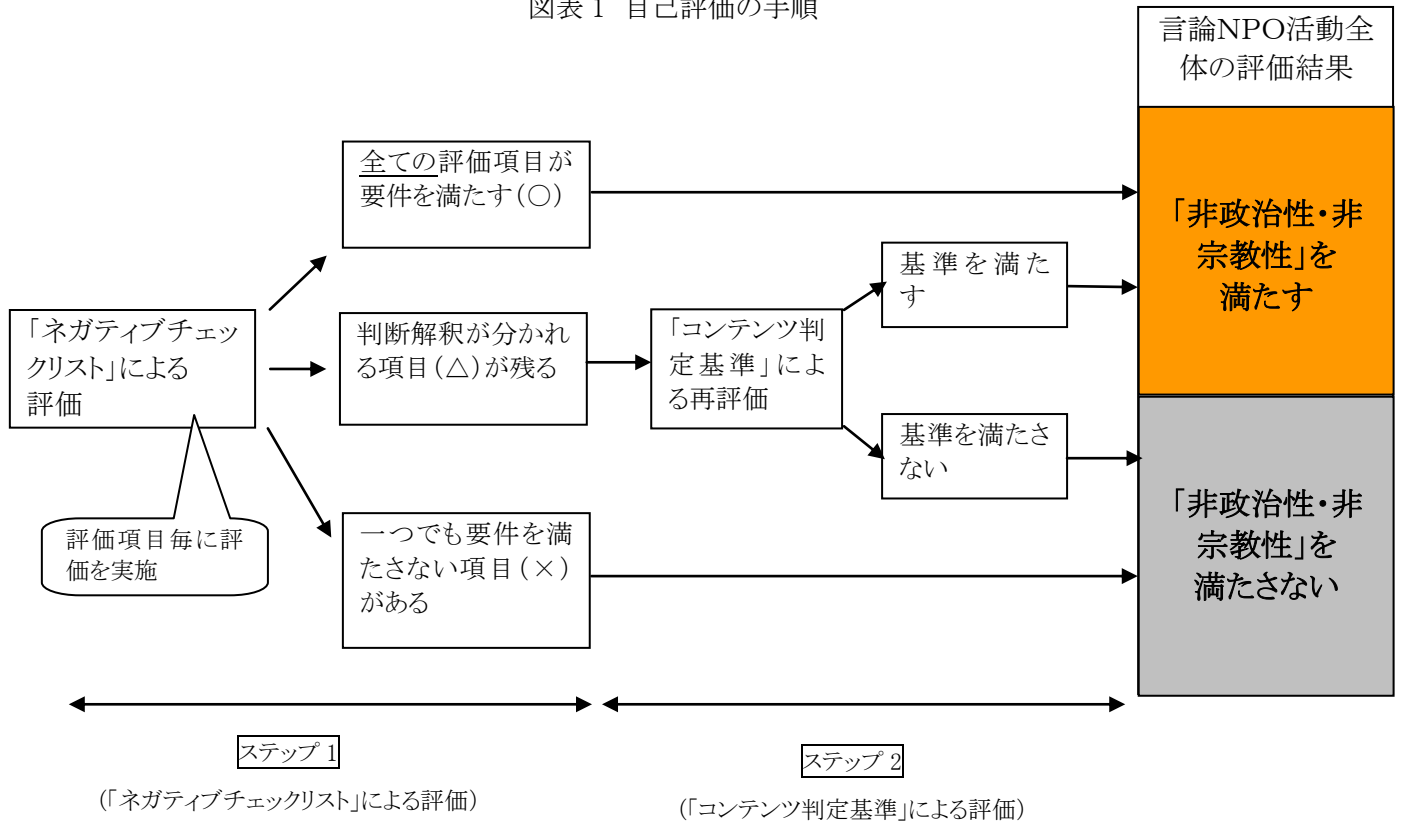 図表 1 自己評価の手順
言論NPO活動全
体の評価結果
全ての評価項目が
要件を満たす(○)
「非政治性・非
宗教性」を
満たす
基準を満た
す
「ネガティブチェッ
クリスト」による
評価
判断解釈が分かれ
る項目(△)が残る
「コンテンツ判
定基準」によ
る再評価
基準を満たさ
ない
評価項目毎に評
価を実施
一つでも要件を満
たさない項目(×)
がある
「非政治性・非
宗教性」を
満たさない
ステップ 1
(「ネガティブチェックリスト」による評価)
ステップ 2
(「コンテンツ判定基準」による評価)